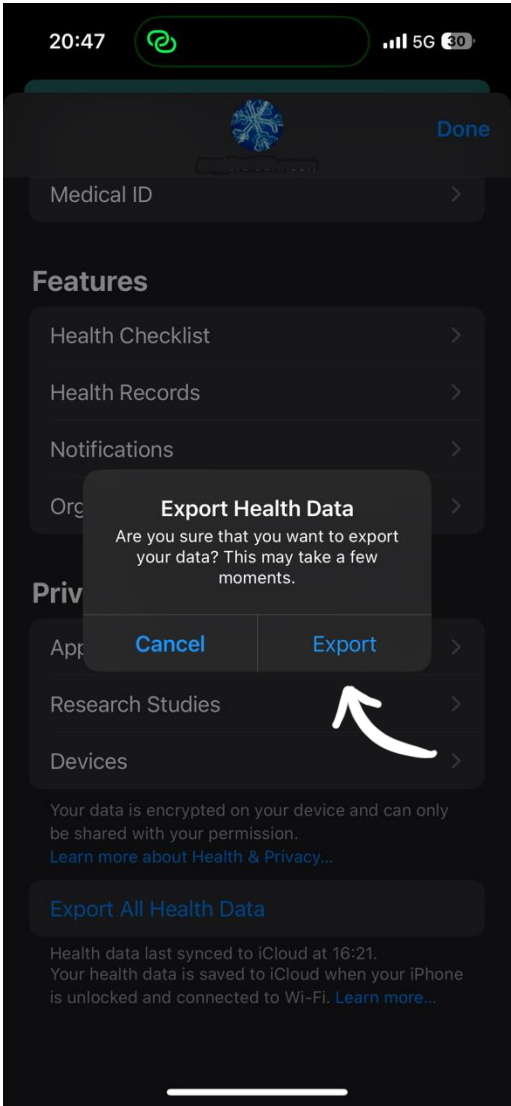 20:47
5G 30
Done
Medical ID
Features
Health Checklist
Health Records
Notifications
Org
Export Health Data
Are you sure that you want to export
your data? This may take a few
moments.
Cancel
Export
Priv
App
Research Studies
Devices
Your data is encrypted on your device and can only
be shared with your permission.
Learn more about Health & Privacy...
Export All Health Data
Health data last synced to iCloud at 16:21.
Your health data is saved to iCloud when your iPhone
is unlocked and connected to Wi-Fi. Learn more...